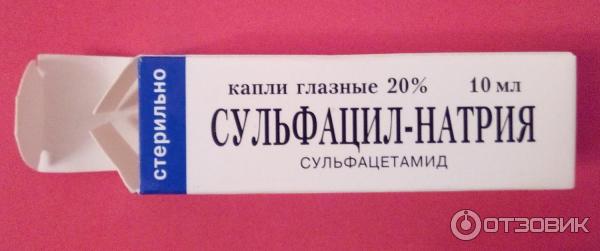 стерильно
капли глазные 20% 10 мл
СУЛЬФАЦИЛ-НАТРИЯ
СУЛЬФАЦЕТАМИД
ОТЗОВИК